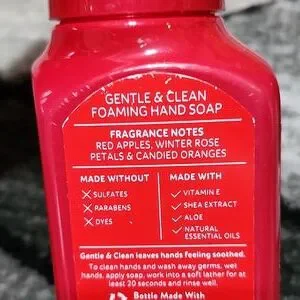 GENTLE & CLEAN
FOAMING HAND SOAP
FRAGRANCE NOTES
RED APPLES, WINTER ROSE
PETALS & CANDIED ORANGES
MADE WITHOUT
SULFATES
PARABENS
DYES
MADE WITH
VITAMIN E
SHEA EXTRACT
ALOE
NATURAL
ESSENTIAL OILS
Gentle & Clean leaves hands feeling soothed.
To clean hands and wash away germs, wet
hands, apply soap, work into a soft lather for at
least 20 seconds and rinse well.
Bottle Made With